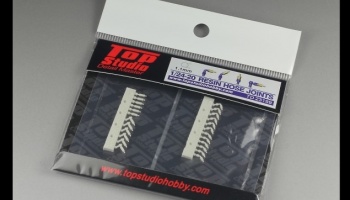 Top
Studio
1/24-20 RESIN HOSE JOINTS
www.topstudiohobby.com